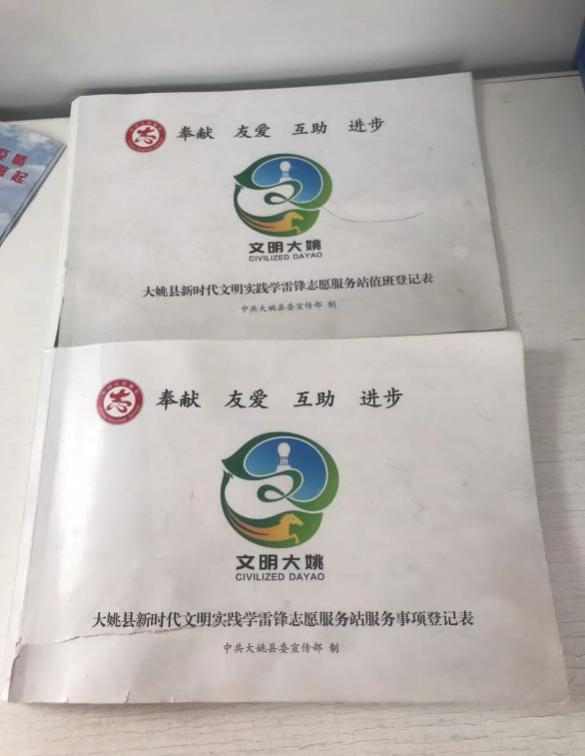 奉献 友爱 互助 进步
文明大姚
CIVILIZED DAYAO
大姚县新时代文明实践学雷锋志愿服务站值班登记表
中共大姚县委宣传部 制
奉献 友爱 互助 进步
文明大姚
CIVILIZED DAYAO
大姚县新时代文明实践学雷锋志愿服务站服务事项登记表
中共大姚县委宣传部 制